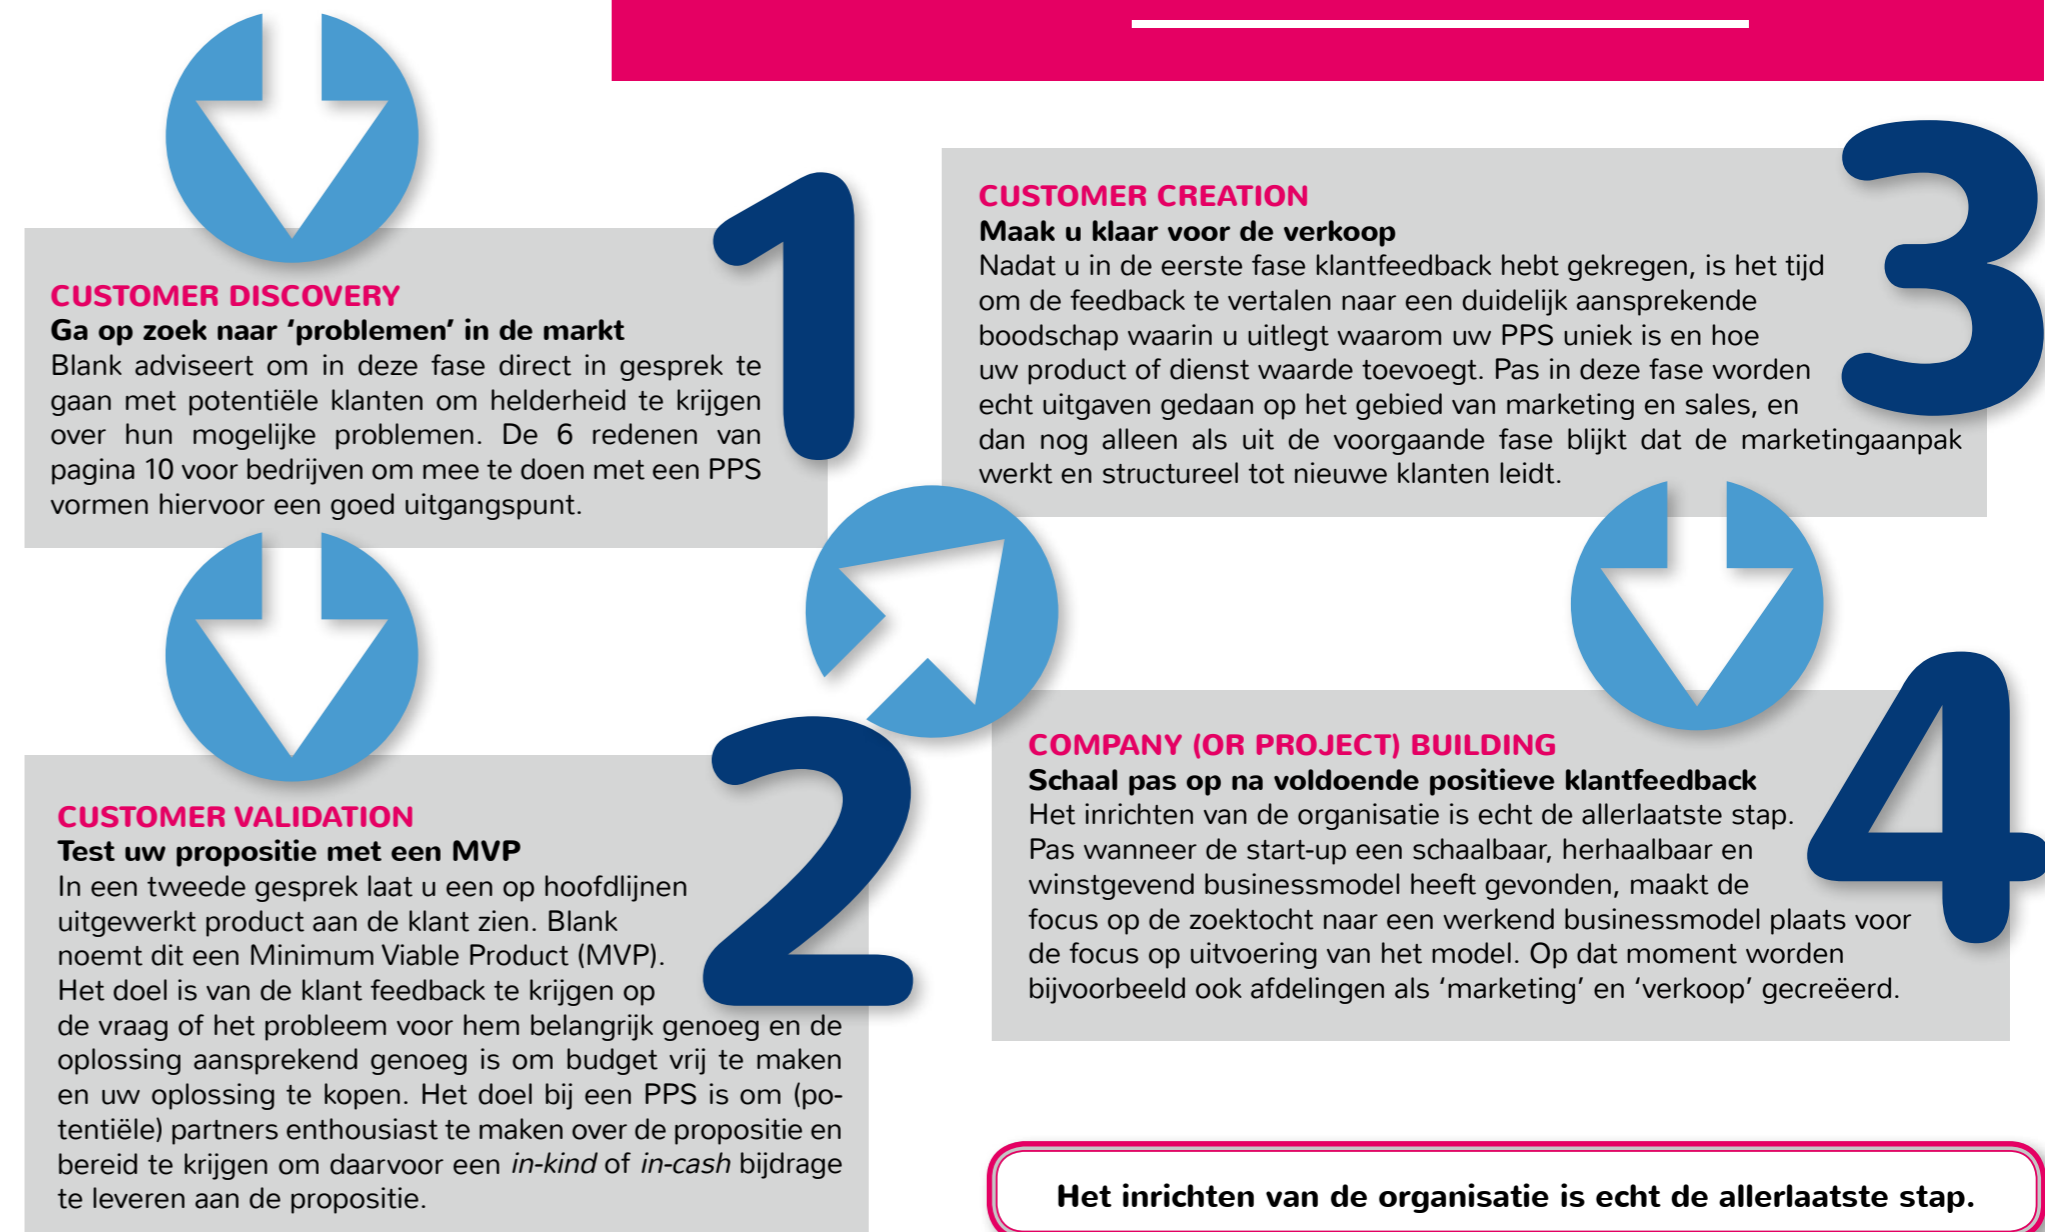 1
CUSTOMER DISCOVERY
Ga op zoek naar ‘problemen’ in de markt
Blank adviseert om in deze fase direct in gesprek te
gaan met potentiële klanten om helderheid te krijgen
over hun mogelijke problemen. De 6 redenen van
pagina 10 voor bedrijven om mee te doen met een PPS
vormen hiervoor een goed uitgangspunt.
2
CUSTOMER VALIDATION
Test uw propositie met een MVP
In een tweede gesprek laat u een op hoofdlijnen
uitgewerkt product aan de klant zien. Blank
noemt dit een Minimum Viable Product (MVP).
Het doel is van de klant feedback te krijgen op
de vraag of het probleem voor hem belangrijk genoeg en de
oplossing aansprekend genoeg is om budget vrij te maken
en uw oplossing te kopen. Het doel bij een PPS is om (po-
tentiële) partners enthousiast te maken over de propositie en
bereid te krijgen om daarvoor een in-kind of in-cash bijdrage
te leveren aan de propositie.
3
CUSTOMER CREATION
Maak u klaar voor de verkoop
Nadat u in de eerste fase klantfeedback hebt gekregen, is het tijd
om de feedback te vertalen naar een duidelijk aansprekende
boodschap waarin u uitlegt waarom uw PPS uniek is en hoe
uw product of dienst waarde toevoegt. Pas in deze fase worden
echt uitgaven gedaan op het gebied van marketing en sales, en
dan nog alleen als uit de voorgaande fase blijkt dat de marketingaanpak
werkt en structureel tot nieuwe klanten leidt.
4
COMPANY (OR PROJECT) BUILDING
Schaal pas op na voldoende positieve klantfeedback
Het inrichten van de organisatie is echt de allerlaatste stap.
Pas wanneer de start-up een schaalbaar, herhaalbaar en
winstgevend businessmodel heeft gevonden, maakt de
focus op de zoektocht naar een werkend businessmodel plaats voor
de focus op uitvoering van het model. Op dat moment worden
bijvoorbeeld ook afdelingen als ‘marketing’ en ‘verkoop’ gecreëerd.
Het inrichten van de organisatie is echt de allerlaatste stap.